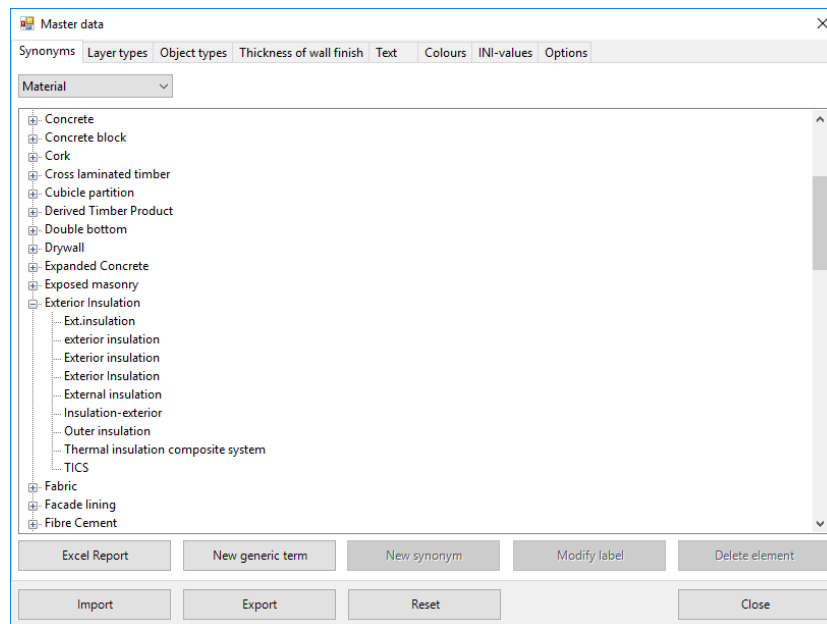 Master data
Synonyms Layer types Object types Thickness of wall finish Text Colours INI-values Options
Material
Concrete
Concrete block
Cork
Cross laminated timber
Cubicle partition
Derived Timber Product
Double bottom
Drywall
Expanded Concrete
Exposed masonry
Exterior Insulation
Ext.insulation
exterior insulation
Exterior insulation
Exterior Insulation
External insulation
Insulation-exterior
Outer insulation
Thermal insulation composite system
TICS
Fabric
Facade lining
Fibre Cement
Excel Report New generic term New synonym Modify label Delete element
Import Export Reset Close